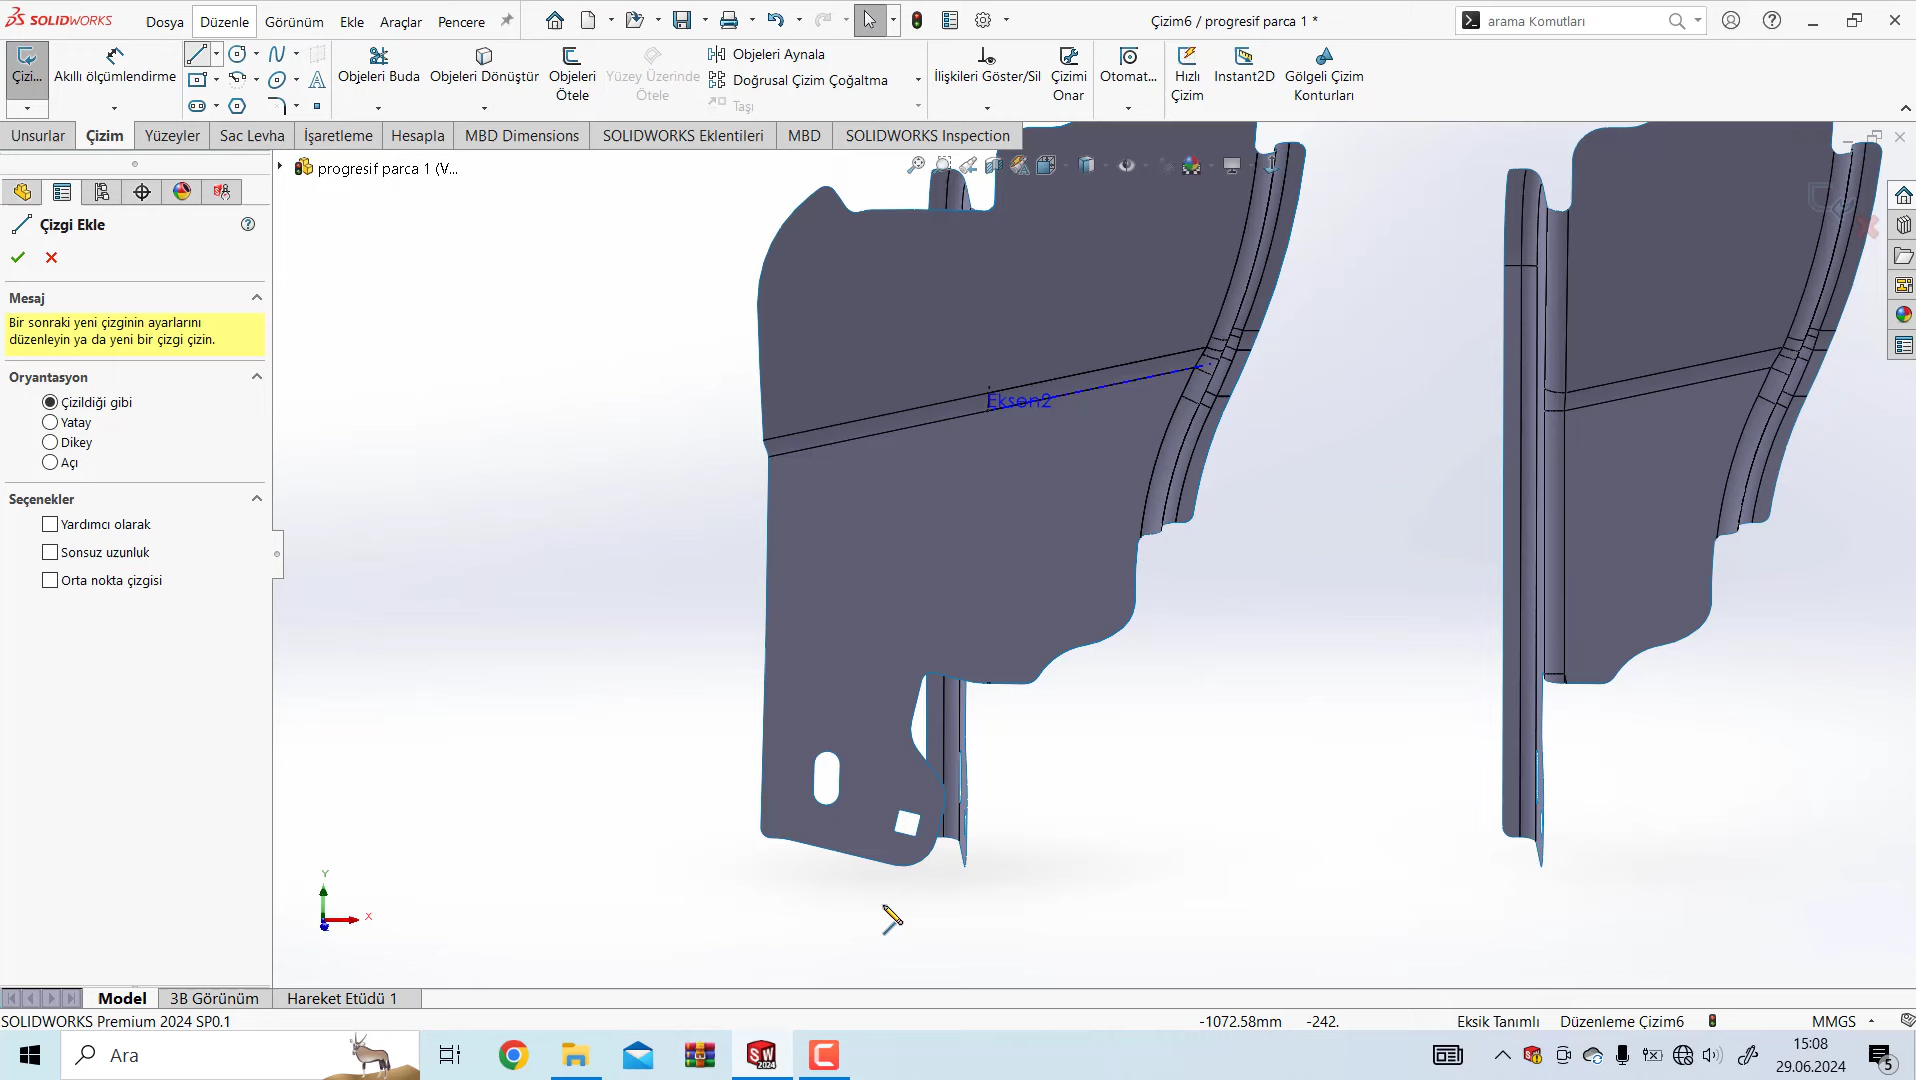 SOLIDWORKS
Dosya
Düzenle
Görünüm
Ekle
Araçlar
Pencere
Çizim6 / progresif parca 1 *
arama Komutları
Çizi...
Akıllı ölçümlendirme
Objeleri Buda
Objeleri Dönüştür
Objeleri
Ötele
Yüzey Üzerinde
Ötele
Objeleri Aynala
Doğrusal Çizim Çoğaltma
Taşı
İlişkileri Göster/Sil
Çizimi
Onar
Otomat...
Hızlı
Çizim
Instant2D
Gölgeli Çizim
Konturları
Unsurlar
Çizim
Yüzeyler
Sac Levha
İşaretleme
Hesapla
MBD Dimensions
SOLIDWORKS Eklentileri
MBD
SOLIDWORKS Inspection
progresif parca 1 (V...
Çizgi Ekle
Mesaj
Bir sonraki yeni çizginin ayarlarını
düzenleyin ya da yeni bir çizgi çizin.
Oryantasyon
Çizildiği gibi
Yatay
Dikey
Açı
Seçenekler
Yardımcı olarak
Sonsuz uzunluk
Orta nokta çizgisi
Eksen2
Y
X
Model
3B Görünüm
Hareket Etüdü 1
SOLIDWORKS Premium 2024 SP0.1
-1072.58mm
-242.
Eksik Tanımlı
Düzenleme Çizim6
MMGS
Ara
SW
2024
15:08
29.06.2024
5